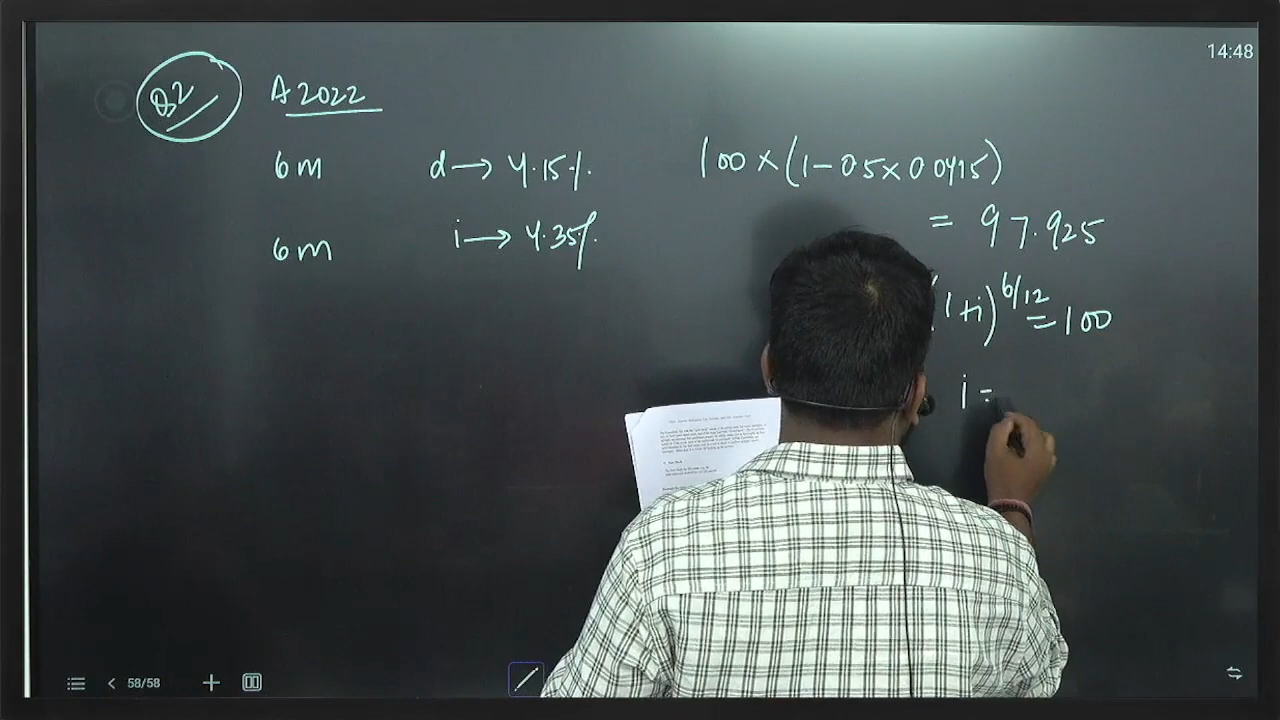 14:48
Q2 A 2022
6m d → 4.15%. 100 × (1 − 0.5 × 0.0415)
= 97.925
6m i → 4.35%.
(1+i)^6/12 = 100
i =
58/58